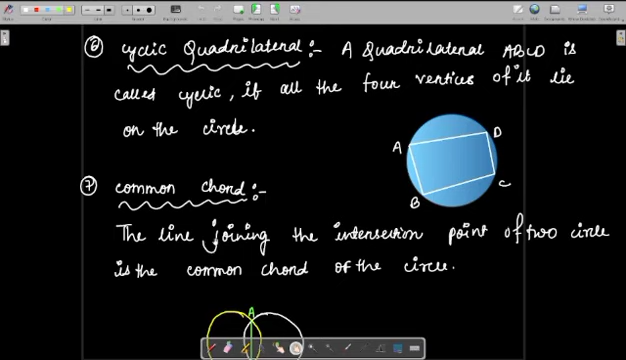 ⑥ cyclic Quadrilateral :- A Quadrilateral ABCD is
called cyclic, if all the four vertices of it lie
on the circle.
A
D
B
C
⑦ common chord :-
The line joining the intersection point of two circle
is the common chord of the circle.
A